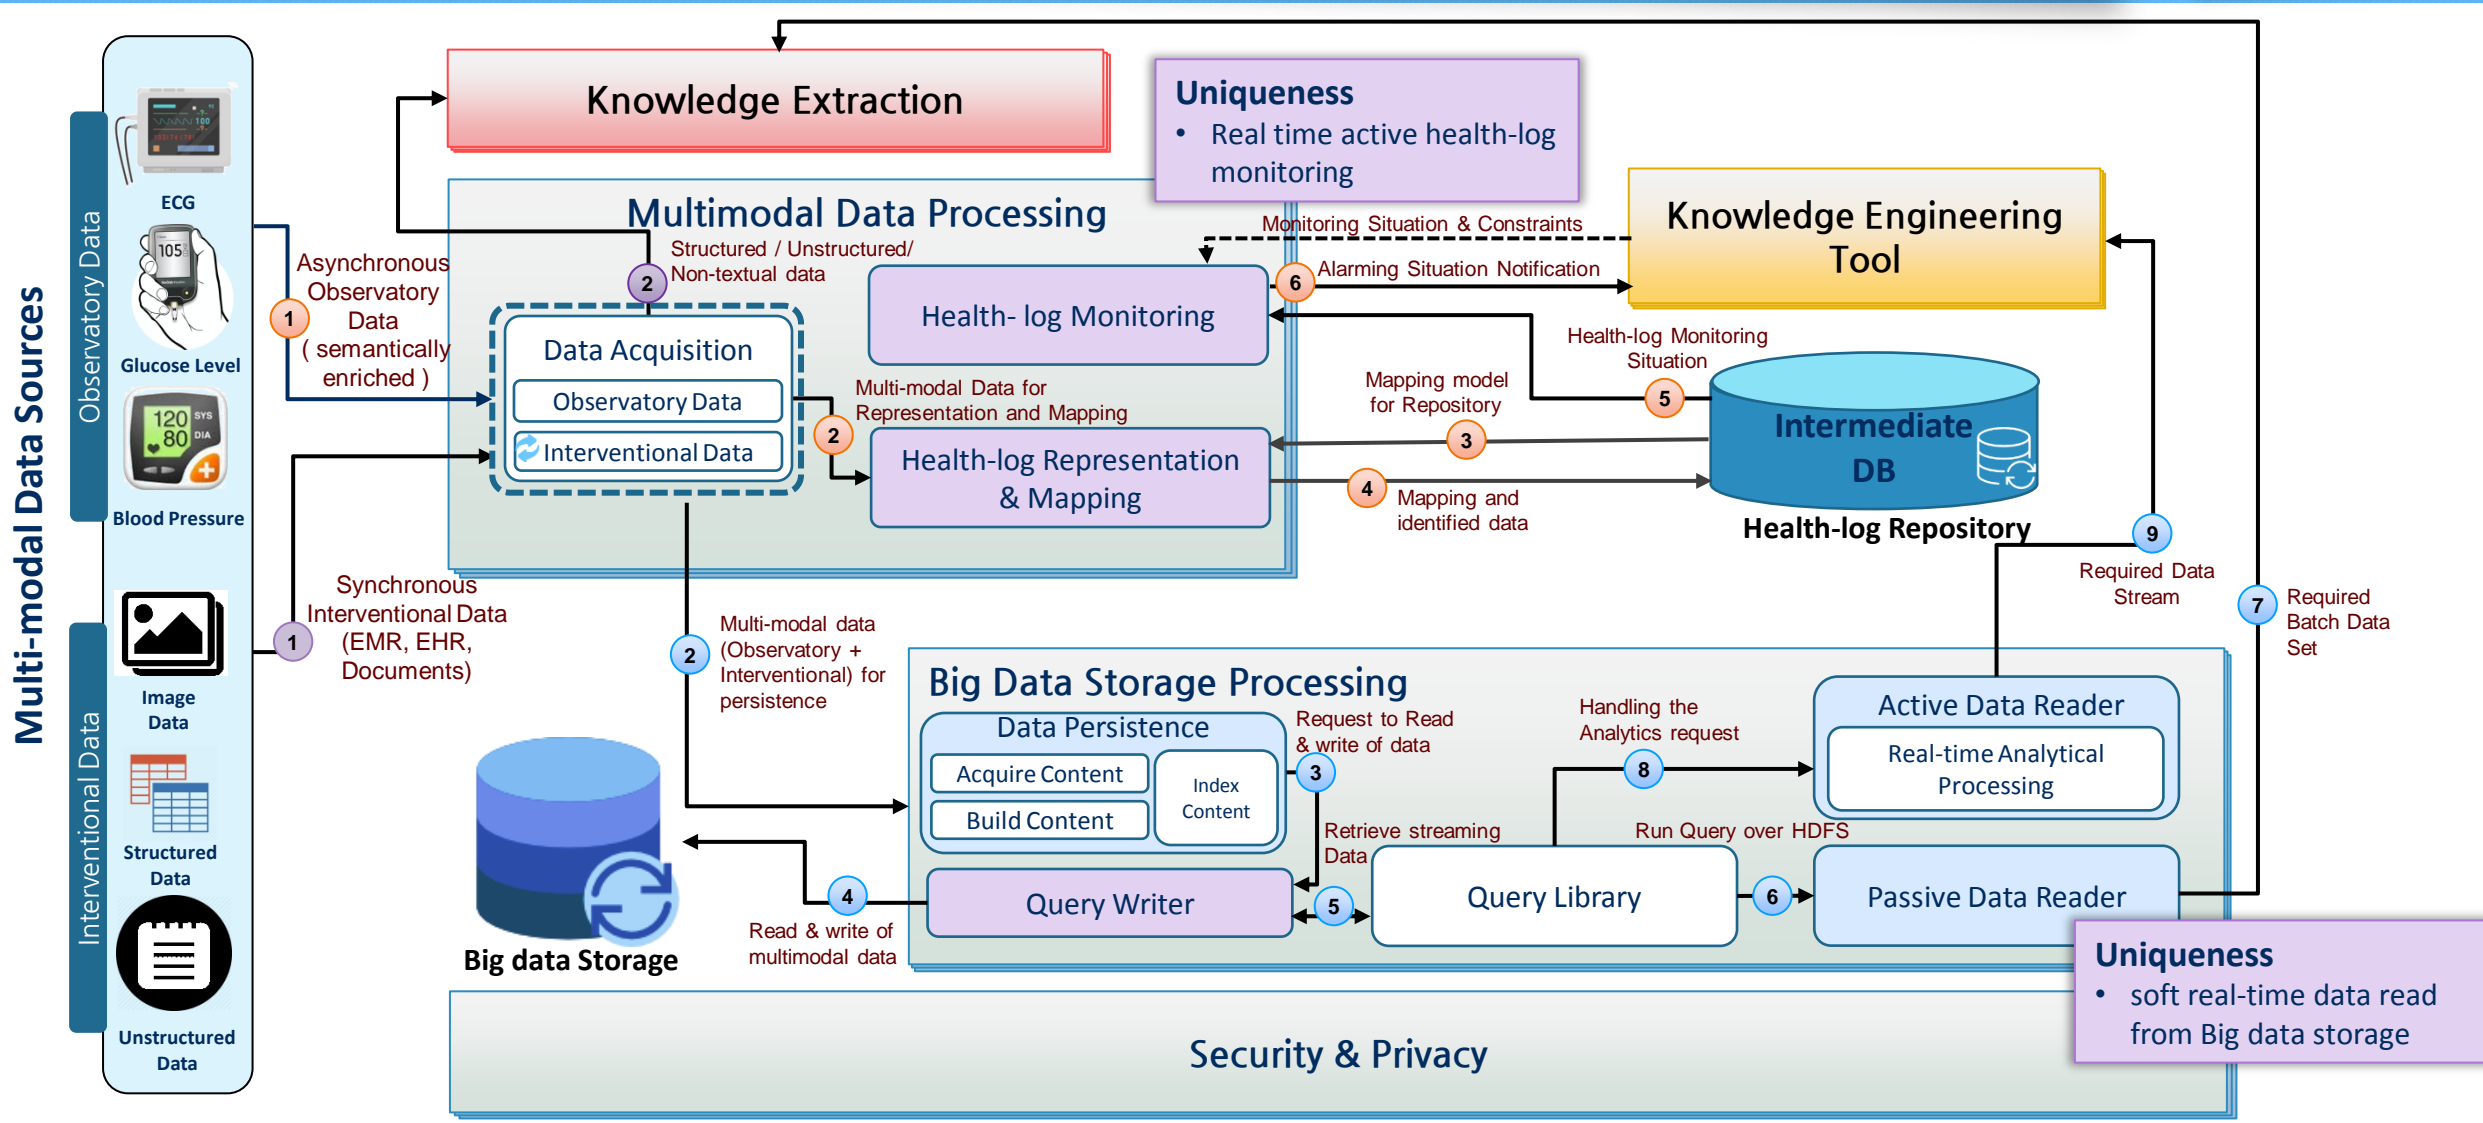 Multi-modal Data Sources
Observatory Data
ECG
105
Glucose Level
120 SYS
80 DIA
Blood Pressure
Interventional Data
Image
Data
Structured
Data
Unstructured
Data
Asynchronous
Observatory
Data
( semantically
enriched )
1
Synchronous
Interventional Data
(EMR, EHR,
Documents)
1
Knowledge Extraction
Uniqueness
• Real time active health-log
monitoring
Multimodal Data Processing
Structured / Unstructured/
Non-textual data
2
Data Acquisition
Observatory Data
Interventional Data
Multi-modal Data for
Representation and Mapping
2
Health- log Monitoring
Health-log Representation
& Mapping
Monitoring Situation & Constraints
6
Alarming Situation Notification
Knowledge Engineering
Tool
Health-log Monitoring
Situation
5
Mapping model
for Repository
3
4
Mapping and
identified data
Intermediate
DB
Health-log Repository
9
Required Data
Stream
7
Required
Batch Data
Set
2
Multi-modal data
(Observatory +
Interventional) for
persistence
Big data Storage
4
Read & write of
multimodal data
Big Data Storage Processing
Data Persistence
Acquire Content
Build Content
Index
Content
Request to Read
& write of data
3
Retrieve streaming
Data
Query Writer
5
Query Library
Handling the
Analytics request
8
Run Query over HDFS
6
Active Data Reader
Real-time Analytical
Processing
Passive Data Reader
Uniqueness
• soft real-time data read
from Big data storage
Security & Privacy